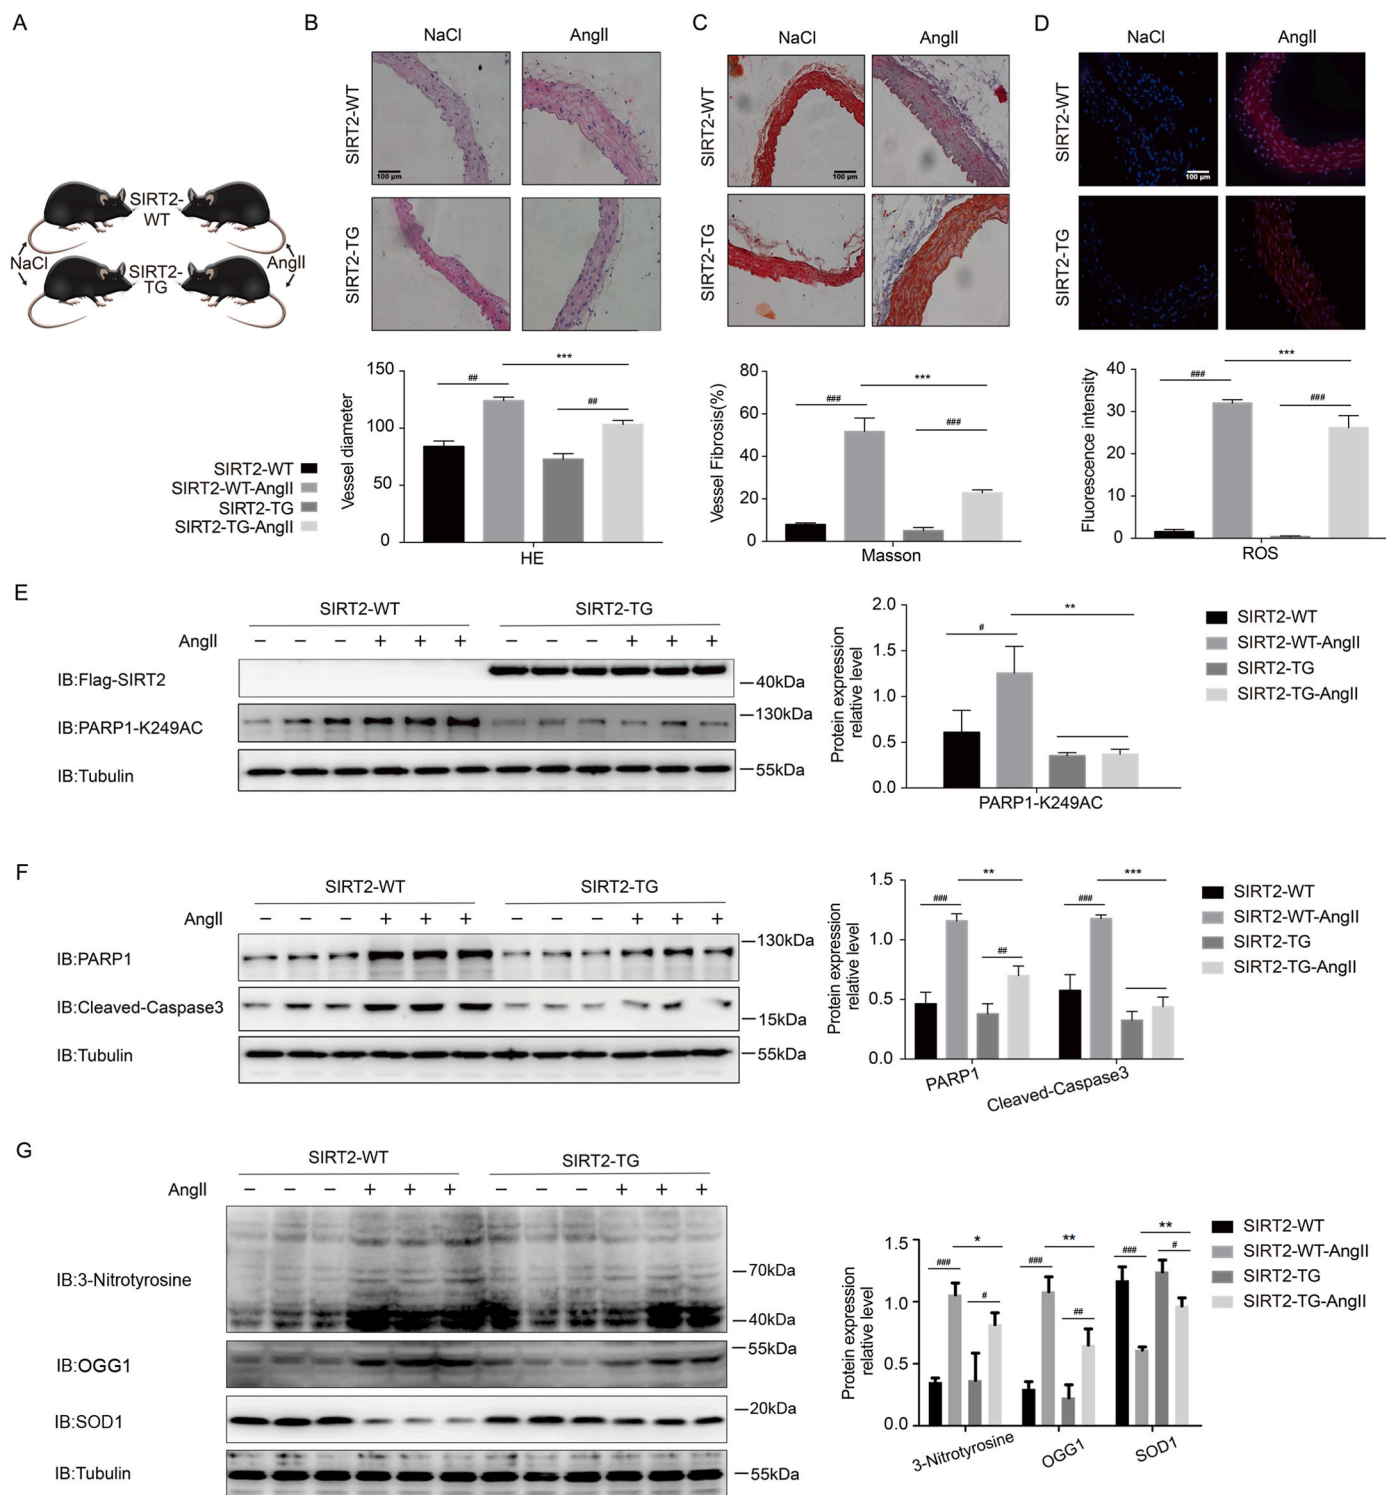 A
SIRT2-
WT
NaCl
AngII
SIRT2-
TG
B
NaCl
AngII
SIRT2-WT
100 μm
SIRT2-TG
C
NaCl
AngII
SIRT2-WT
100 μm
SIRT2-TG
D
NaCl
AngII
SIRT2-WT
100 μm
SIRT2-TG
SIRT2-WT
SIRT2-WT-AngII
SIRT2-TG
SIRT2-TG-AngII
Vessel diameter
150
100
50
0
##
***
##
HE
Vessel Fibrosis(%)
80
60
40
20
0
###
***
###
Masson
Fluorescence intensity
40
30
20
10
0
###
***
###
ROS
E
SIRT2-WT
SIRT2-TG
AngII
− − − + + + − − − + + +
IB:Flag-SIRT2
40kDa
IB:PARP1-K249AC
130kDa
IB:Tubulin
55kDa
Protein expression
relative level
2.0
1.5
1.0
0.5
0.0
#
**
PARP1-K249AC
SIRT2-WT
SIRT2-WT-AngII
SIRT2-TG
SIRT2-TG-AngII
F
SIRT2-WT
SIRT2-TG
AngII
− − − + + + − − − + + +
IB:PARP1
130kDa
IB:Cleaved-Caspase3
15kDa
IB:Tubulin
55kDa
Protein expression
relative level
1.5
1.0
0.5
0.0
###
**
##
###
***
PARP1
Cleaved-Caspase3
SIRT2-WT
SIRT2-WT-AngII
SIRT2-TG
SIRT2-TG-AngII
G
SIRT2-WT
SIRT2-TG
AngII
− − − + + + − − − + + +
IB:3-Nitrotyrosine
70kDa
40kDa
IB:OGG1
55kDa
IB:SOD1
20kDa
IB:Tubulin
55kDa
Protein expression
relative level
1.5
1.0
0.5
0.0
###
*
#
###
**
##
###
**
#
3-Nitrotyrosine
OGG1
SOD1
SIRT2-WT
SIRT2-WT-AngII
SIRT2-TG
SIRT2-TG-AngII